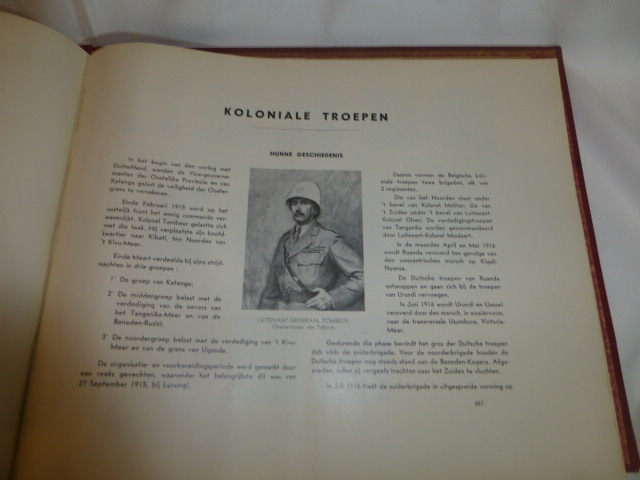 KOLONIALE TROEPEN
HUNNE GESCHIEDENIS
In het begin van den oorlog met
Duitschland, werden de Vice-gouverne-
menten der Oostelijke Provincie en van
Katanga gelast de veiligheid der Ooster-
grens te verzekeren.
Einde Februari 1915 werd op het
oostelijk front het eenig commando ver-
wezenlijkt. Kolonel Tombeur gelastte zich
met die taak. Hij verplaatste zijn hoofd-
kwartier naar Kibati, ten Noorden van
't Kivu-Meer.
Einde Maart verdeelde hij zijne strijd-
machten in drie groepen :
1° De groep van Katanga;
2° De middengroep belast met de
verdediging van de oevers van
het Tanganika-Meer en van de
Beneden-Ruzizi;
3° De noordergroep belast met de verdediging van 't Kivu-
Meer en van de grens van Uganda.
De organisatie- en voorbereidingsperiode werd gemerkt door
een reeks gevechten, waaronder het belangrijkste dit was van
27 September 1915, bij Luvungi.
LUITENANT-GENERAAL TOMBEUR
Overwinnaar van Tabora
Daarna vormen de Belgische kolo-
niale troepen twee brigaden, elk van
2 regimenten.
Die van het Noorden staat onder
't bevel van Kolonel Molitor, die van
't Zuiden onder 't bevel van Luitenant-
Kolonel Olsen. De verdedigingstroepen
van Tanganika worden gecommandeerd
door Luitenant-Kolonel Moulaert.
In de maanden April en Mei 1916
wordt Ruanda veroverd ten gevolge van
den concentrischen marsch op Kigali-
Nyanza.
De Duitsche troepen van Ruanda
ontsnappen en gaan zich bij de troepen
van Urundi vervoegen.
In Juni 1916 wordt Urundi en Ussuwi
veroverd door den marsch, in waaiervorm,
naar de transversale Usumbura, Victoria-
Meer.
Gedurende die phase bevindt het gros der Duitsche troepen
zich vóór de zuiderbrigade. Voor de noorderbrigade houden de
Duitsche troepen nog steeds stand aan de Beneden-Kagera. Afge-
sneden, zullen zij vergeefs trachten naar het Zuiden te vluchten.
In Juli 1916 trekt de zuiderbrigade in uitgespreide vorming op